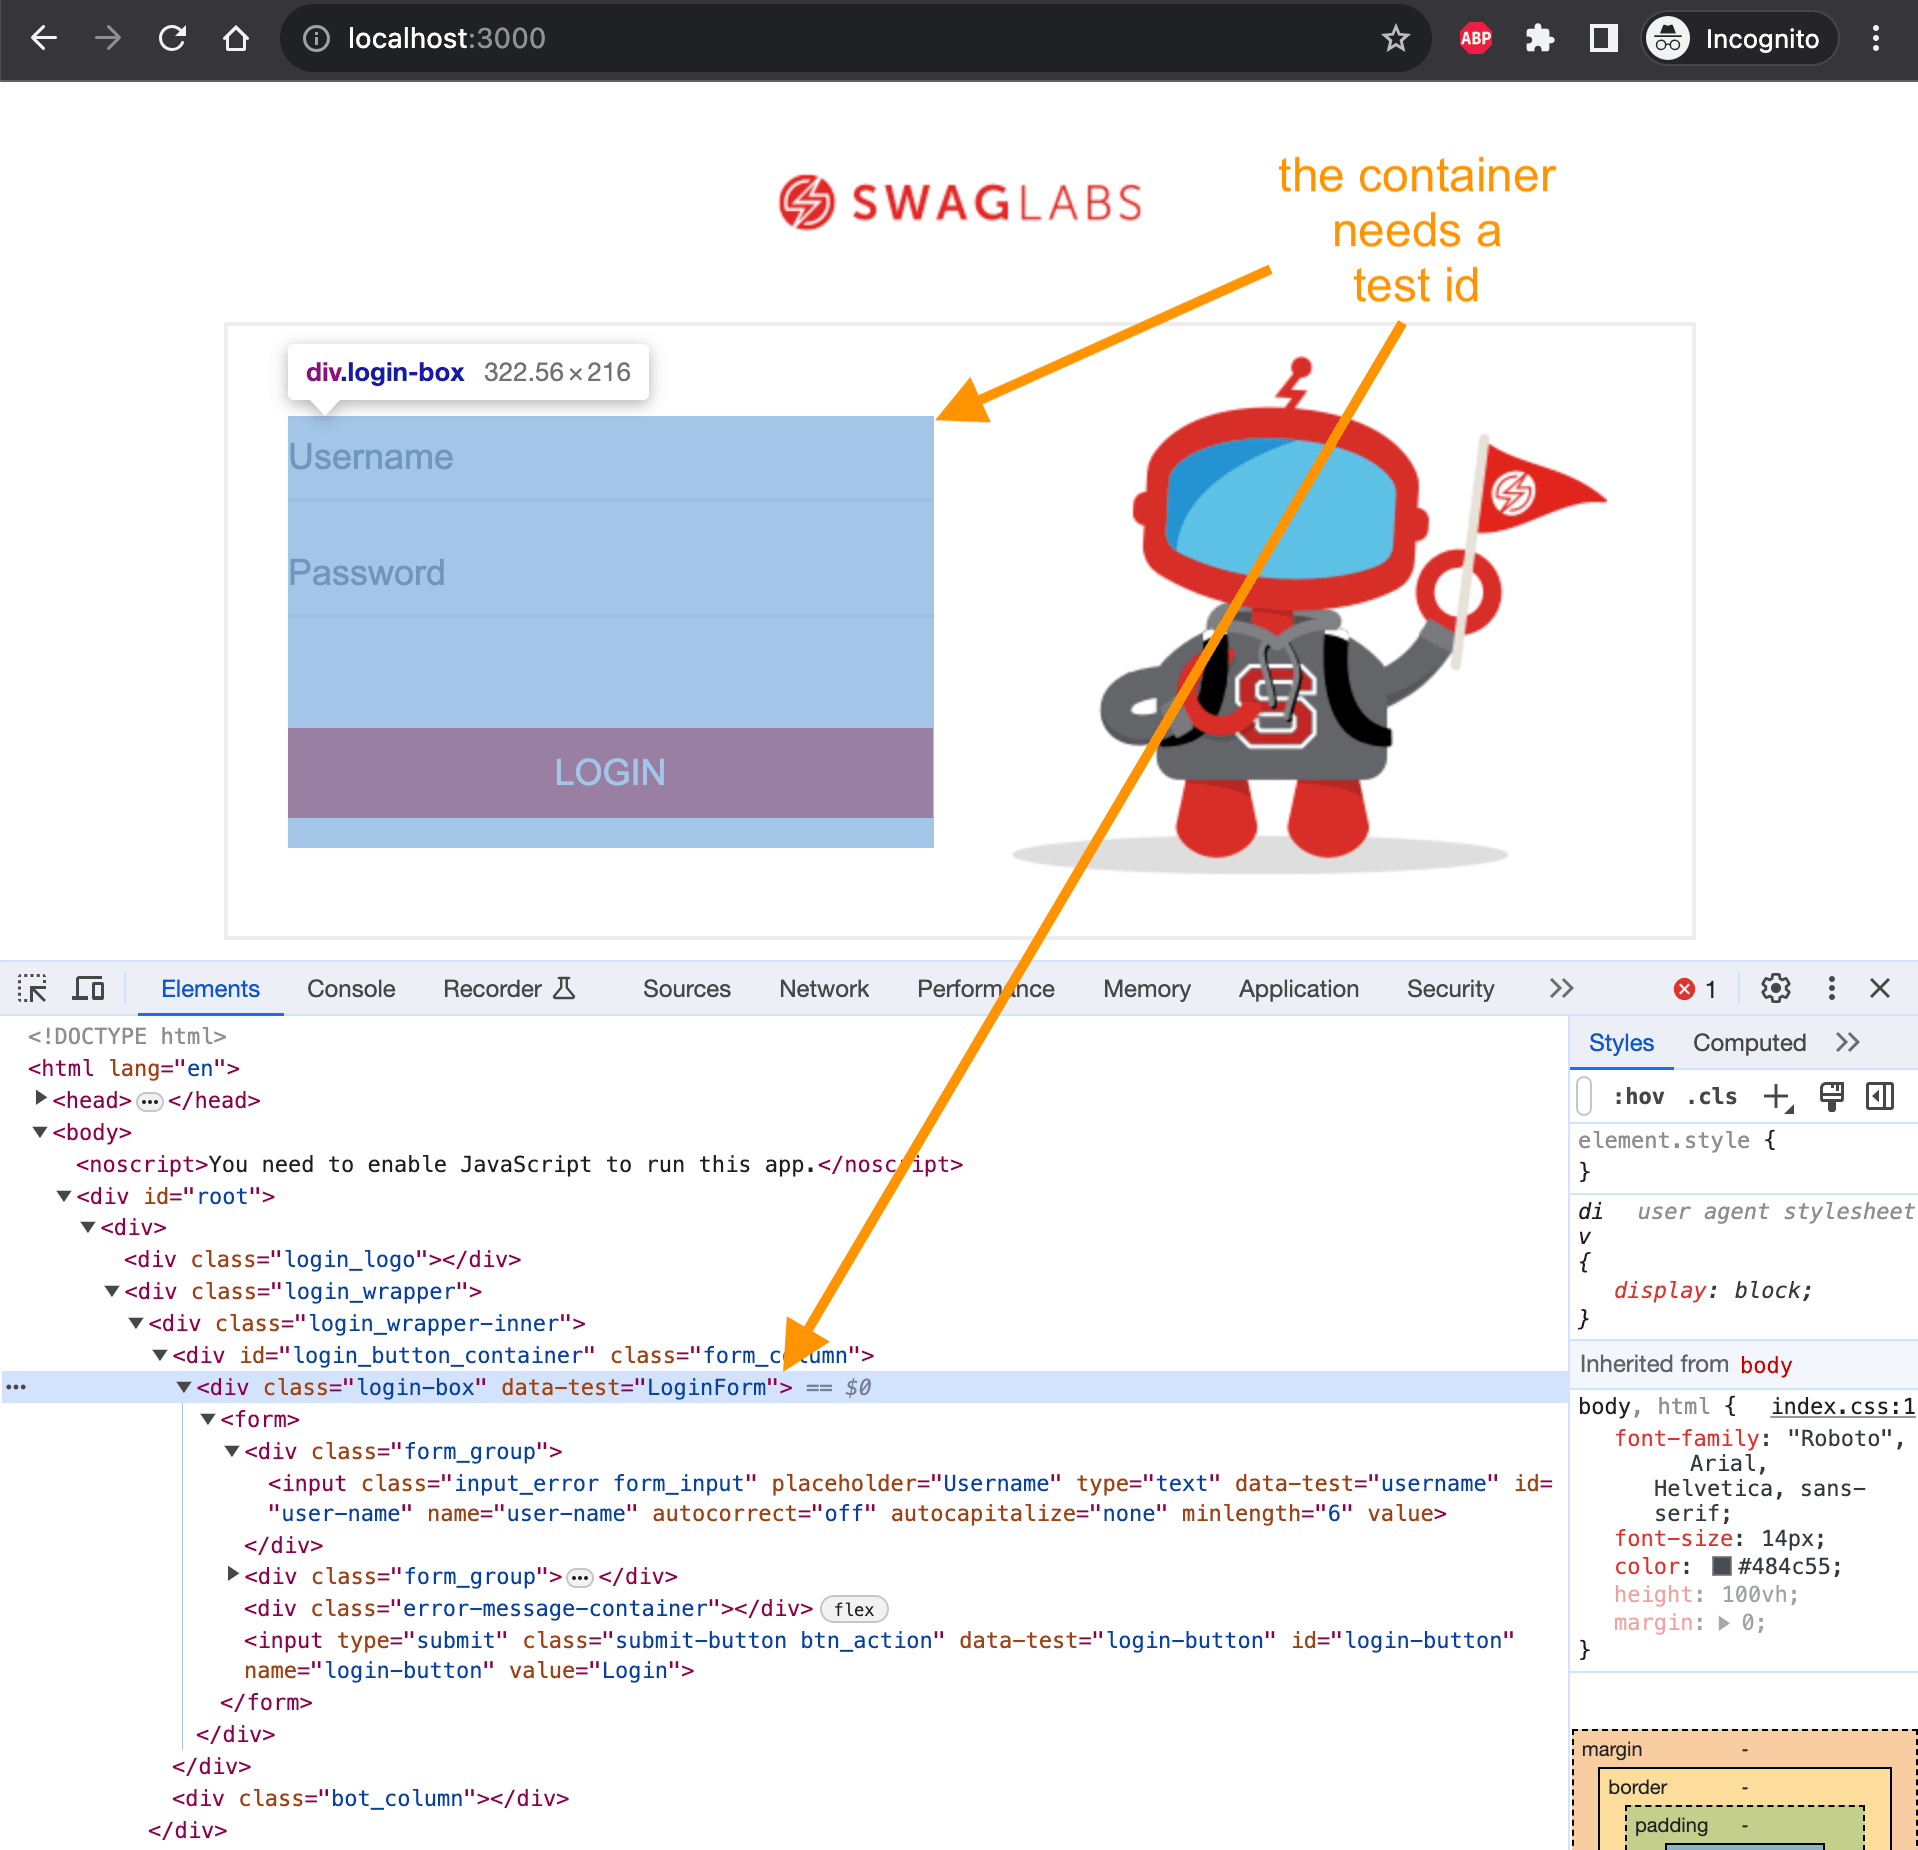 localhost:3000
ABP
Incognito
SWAGLABS
the container
needs a
test id
div.login-box 322.56×216
Username
Password
LOGIN
S
Elements Console Recorder Sources Network Performance Memory Application Security 1
<!DOCTYPE html>
<html lang="en">
<head>…</head>
<body>
<noscript>You need to enable JavaScript to run this app.</noscript>
<div id="root">
<div>
<div class="login_logo"></div>
<div class="login_wrapper">
<div class="login_wrapper-inner">
<div id="login_button_container" class="form_column">
<div class="login-box" data-test="LoginForm"> == $0
<form>
<div class="form_group">
<input class="input_error form_input" placeholder="Username" type="text" data-test="username" id=
"user-name" name="user-name" autocorrect="off" autocapitalize="none" minlength="6" value>
</div>
<div class="form_group">…</div>
<div class="error-message-container"></div> flex
<input type="submit" class="submit-button btn_action" data-test="login-button" id="login-button"
name="login-button" value="Login">
</form>
</div>
</div>
<div class="bot_column"></div>
</div>
Styles Computed
:hov .cls
element.style {
}
di user agent stylesheet
v
{
display: block;
}
Inherited from body
body, html { index.css:1
font-family: "Roboto",
Arial,
Helvetica, sans-
serif;
font-size: 14px;
color: #484c55;
height: 100vh;
margin: 0;
}
margin -
border -
padding -